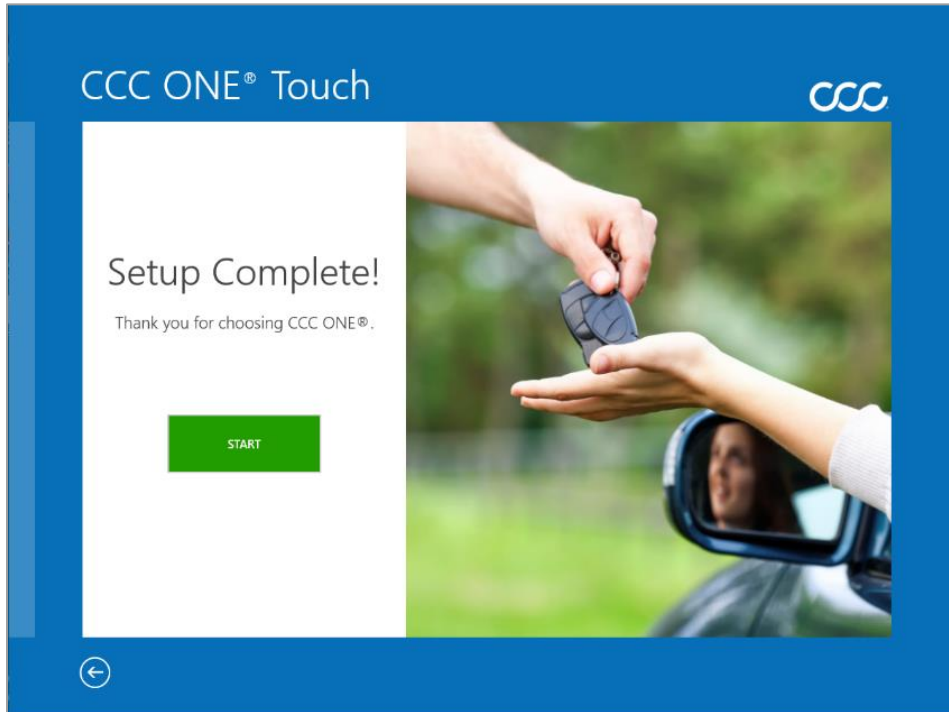 CCC ONE® Touch
CCC
Setup Complete!
Thank you for choosing CCC ONE®.
START